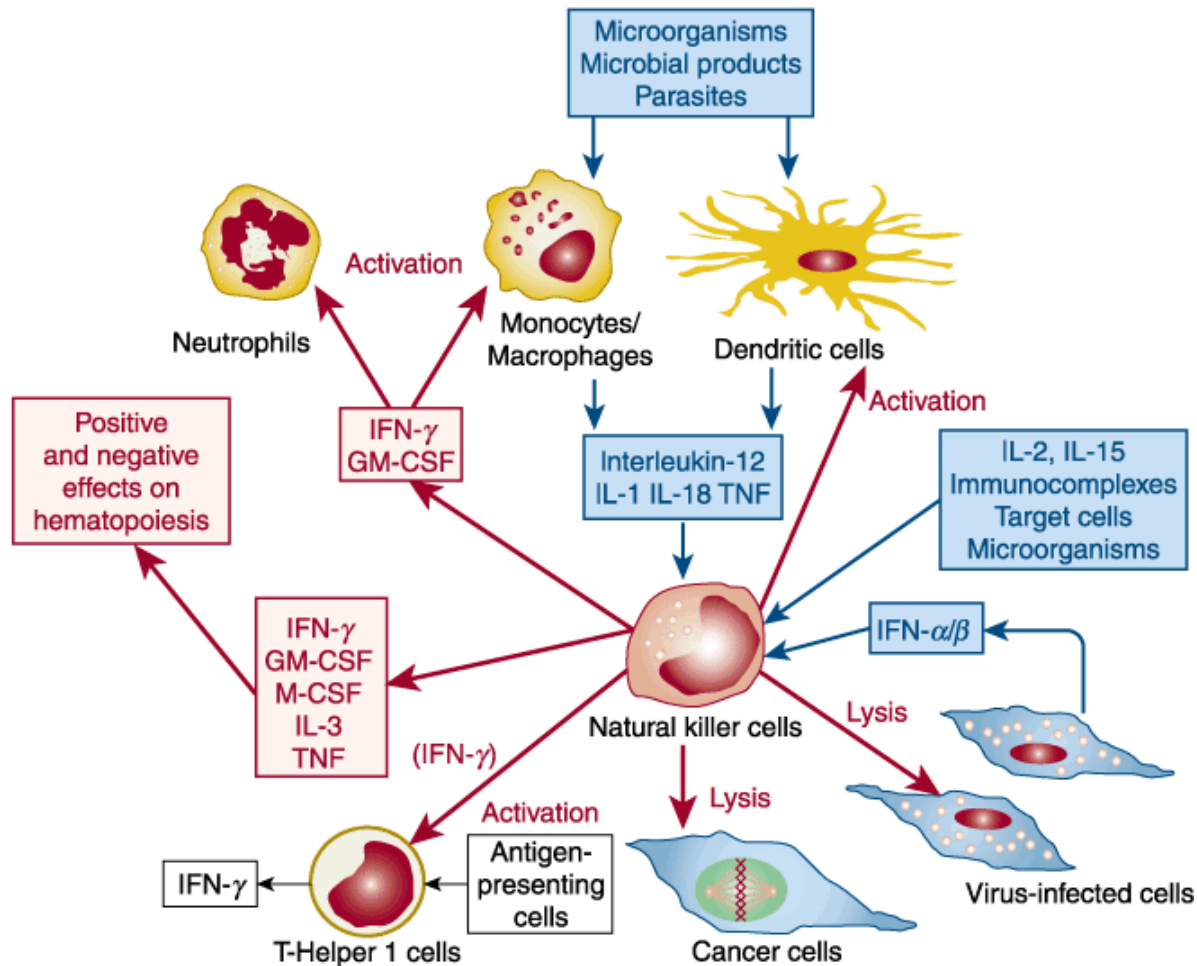 Microorganisms
Microbial products
Parasites
Activation
Neutrophils
Monocytes/
Macrophages
Dendritic cells
Activation
Positive
and negative
effects on
hematopoiesis
IFN-γ
GM-CSF
Interleukin-12
IL-1 IL-18 TNF
IL-2, IL-15
Immunocomplexes
Target cells
Microorganisms
IFN-γ
GM-CSF
M-CSF
IL-3
TNF
IFN-α/β
Natural killer cells
(IFN-γ)
Lysis
Lysis
Activation
IFN-γ
Antigen-
presenting
cells
T-Helper 1 cells
Cancer cells
Virus-infected cells